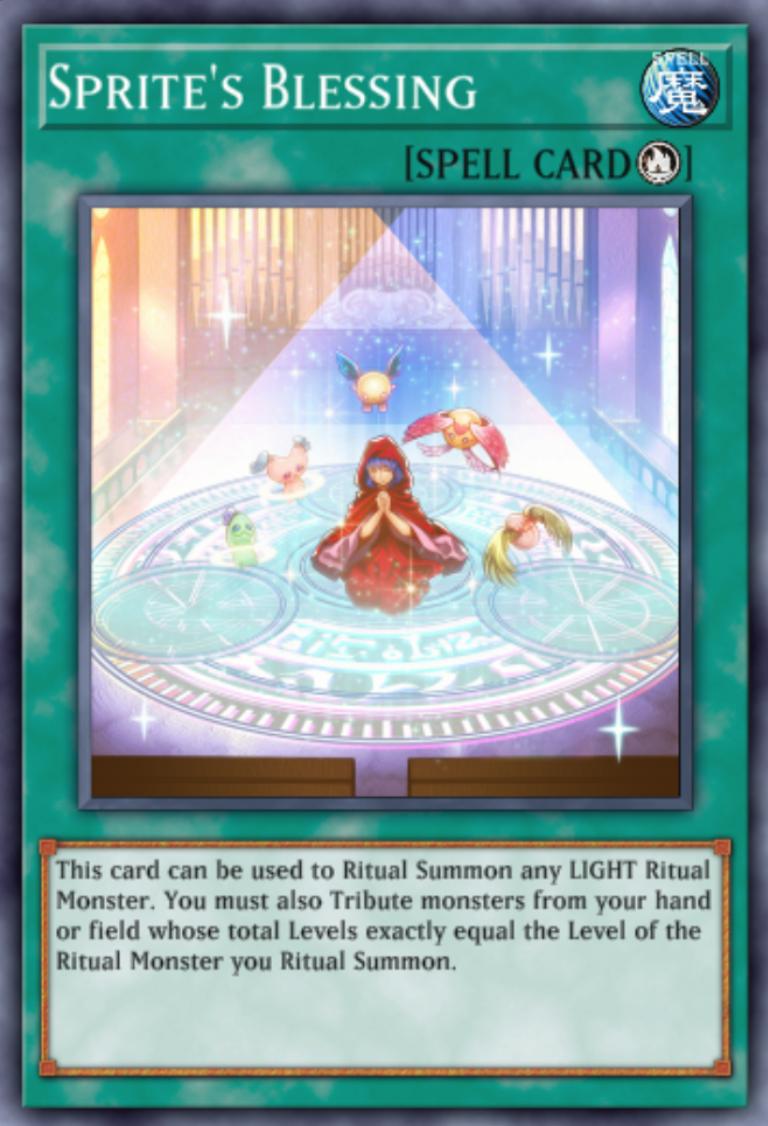 SPRITE'S BLESSING
SPELL
魔
[SPELL CARD]
This card can be used to Ritual Summon any LIGHT Ritual
Monster. You must also Tribute monsters from your hand
or field whose total Levels exactly equal the Level of the
Ritual Monster you Ritual Summon.